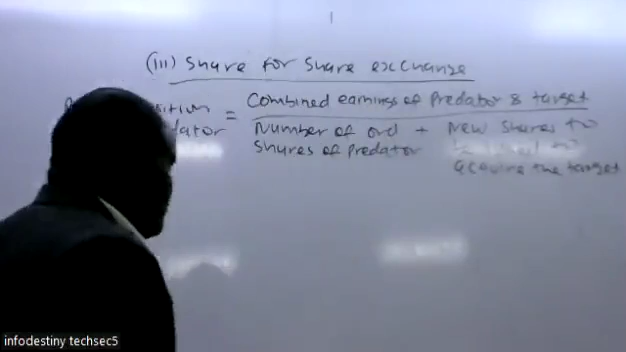 (iii) Share for Share exchange
= Combined earnings of Predator & target
Number of ord + New shares to
Shares of Predator
acquire the target
infodestiny techsec5